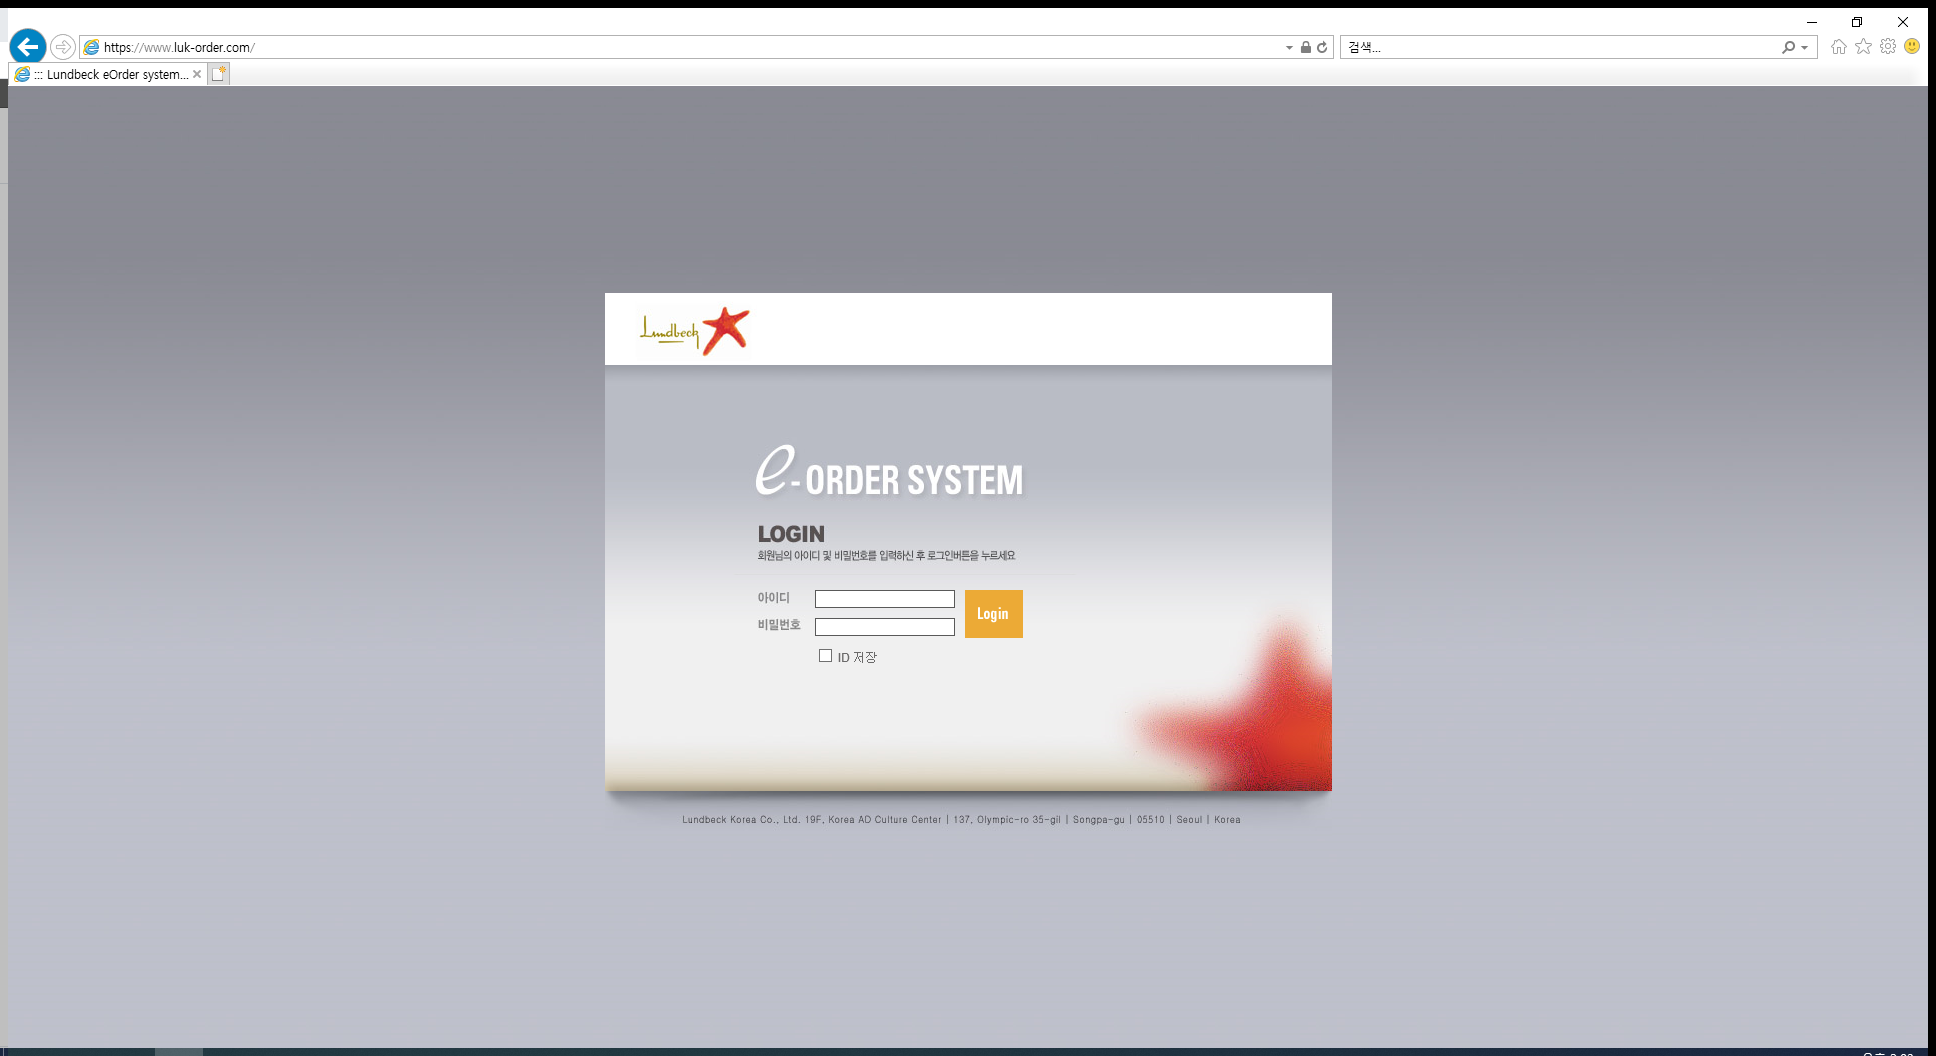 https://www.luk-order.com/
검색...
::: Lundbeck eOrder system...
Lundbeck
e-ORDER SYSTEM
LOGIN
회원님의 아이디 및 비밀번호를 입력하신 후 로그인버튼을 누르세요
아이디
비밀번호
Login
ID 저장
Lundbeck Korea Co., Ltd. 19F, Korea AD Culture Center | 137, Olympic-ro 35-gil | Songpa-gu | 05510 | Seoul | Korea